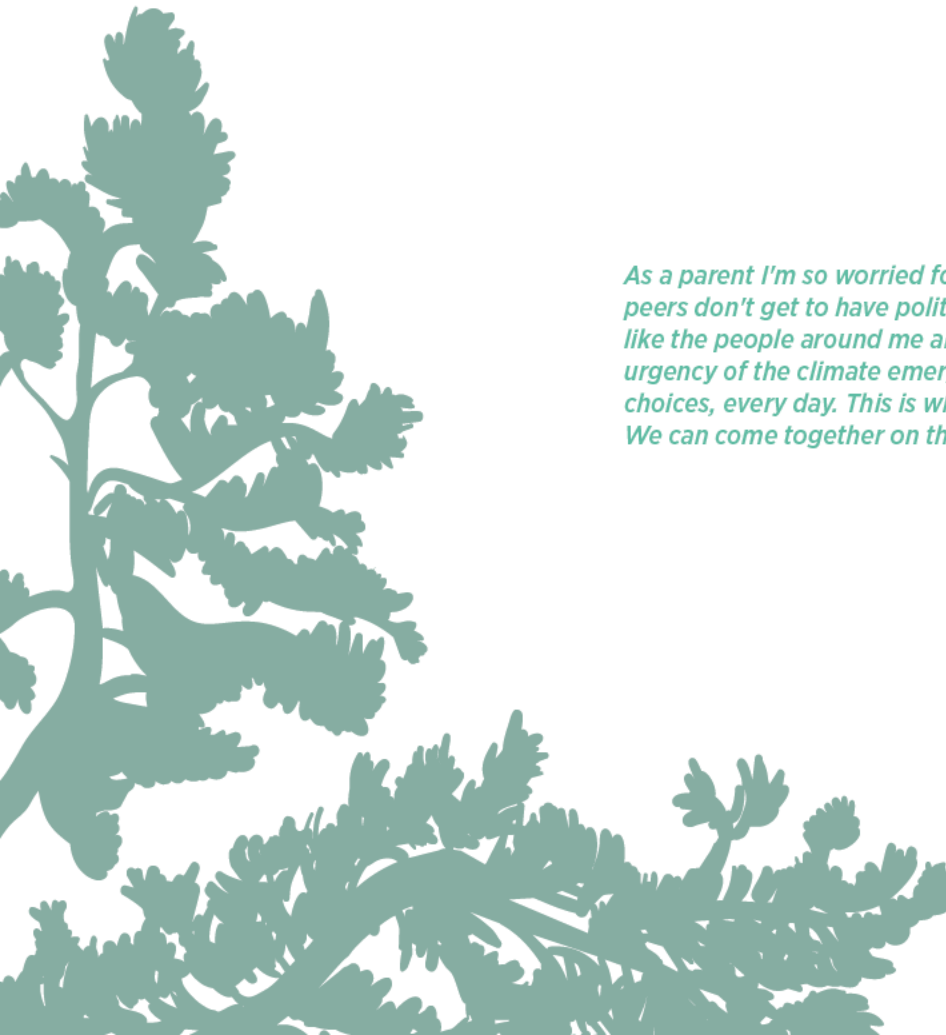 As a parent I'm so worried fo
peers don't get to have polit
like the people around me a
urgency of the climate emer
choices, every day. This is w
We can come together on th